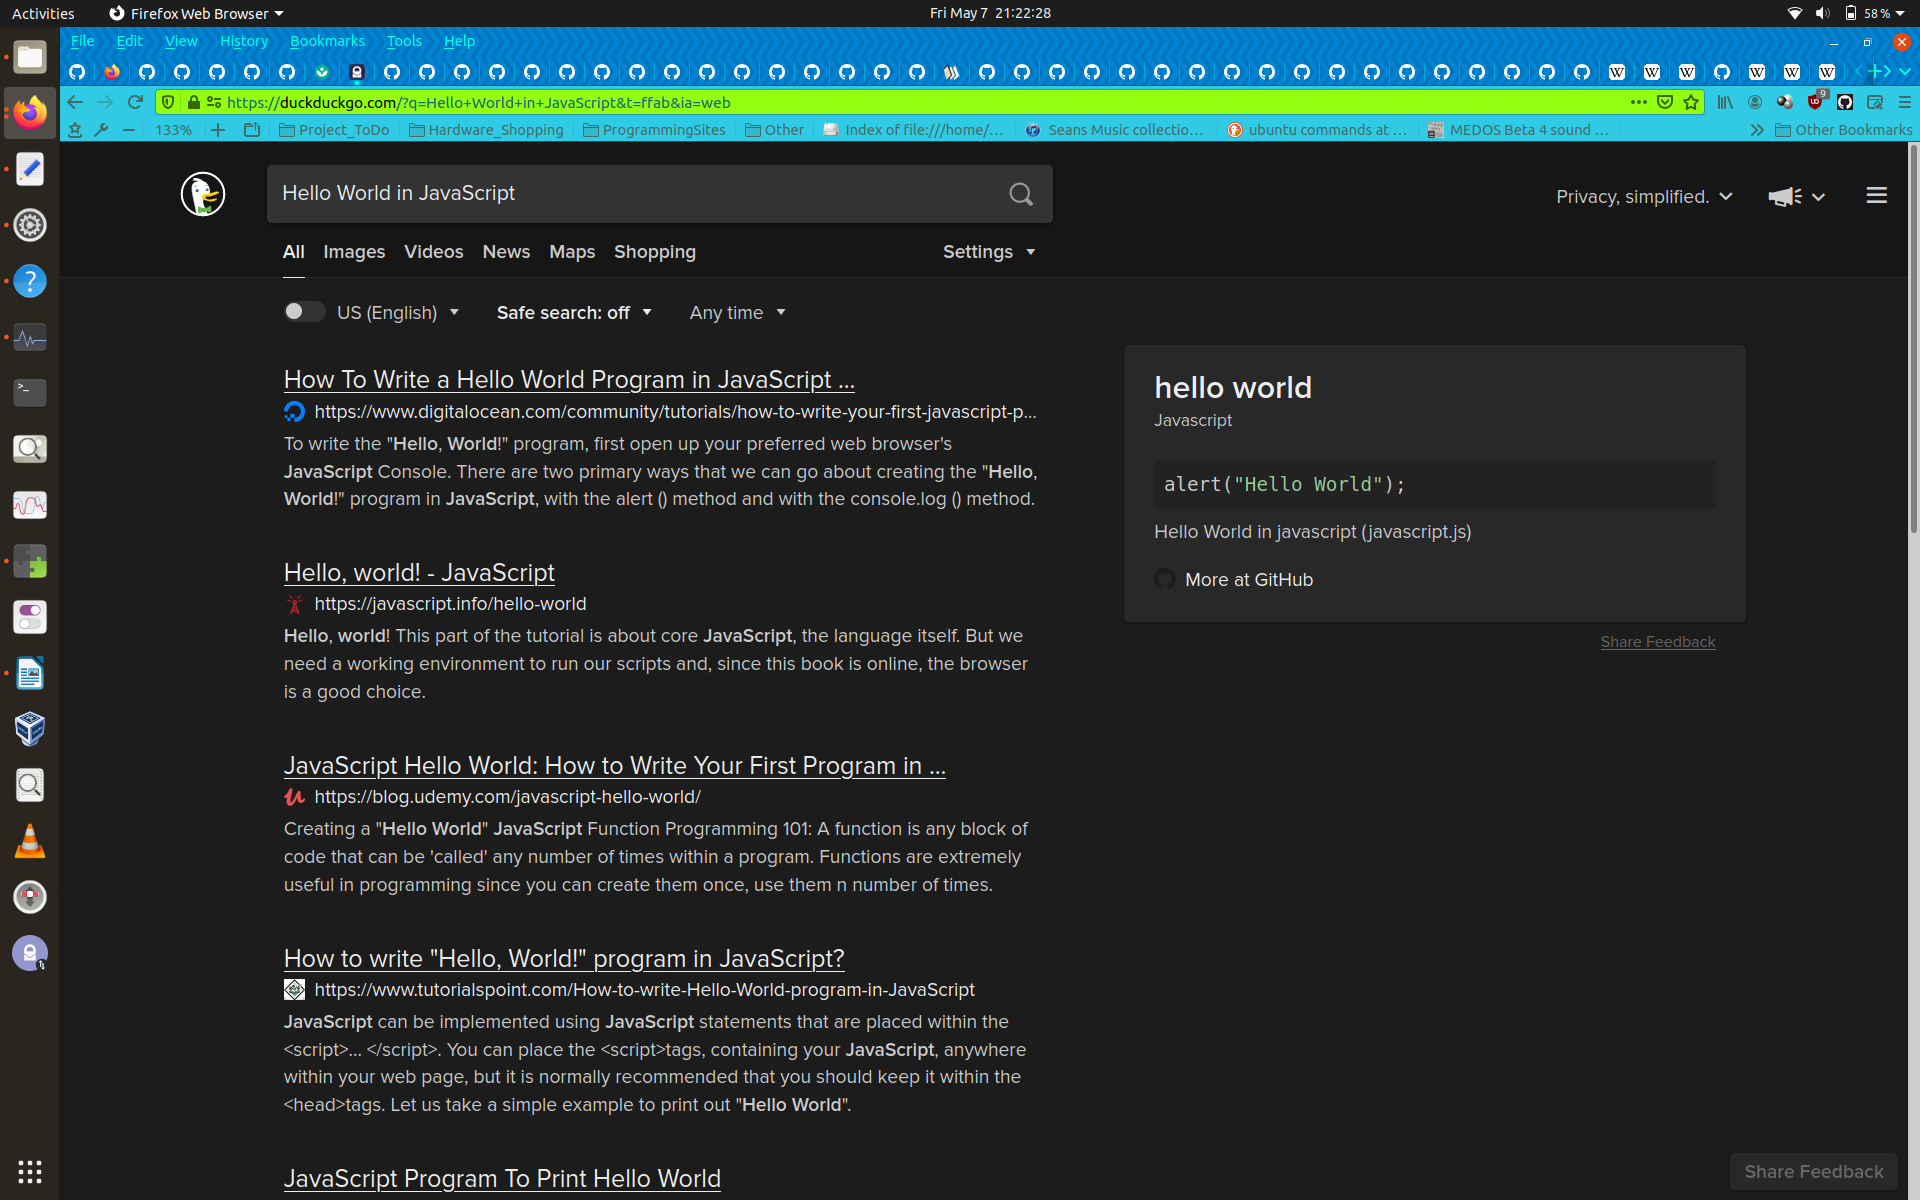 Activities
Firefox Web Browser
Fri May 7 21:22:28
58 %
File Edit View History Bookmarks Tools Help
https://duckduckgo.com/?q=Hello+World+in+JavaScript&t=ffab&ia=web
9
133%
Project_ToDo
Hardware_Shopping
ProgrammingSites
Other
Index of file:///home/...
Seans Music collectio...
ubuntu commands at ...
MEDOS Beta 4 sound ...
Other Bookmarks
Hello World in JavaScript
Privacy, simplified.
All Images Videos News Maps Shopping
Settings
US (English)
Safe search: off
Any time
How To Write a Hello World Program in JavaScript ...
https://www.digitalocean.com/community/tutorials/how-to-write-your-first-javascript-p...
To write the "Hello, World!" program, first open up your preferred web browser's
JavaScript Console. There are two primary ways that we can go about creating the "Hello,
World!" program in JavaScript, with the alert () method and with the console.log () method.
Hello, world! - JavaScript
https://javascript.info/hello-world
Hello, world! This part of the tutorial is about core JavaScript, the language itself. But we
need a working environment to run our scripts and, since this book is online, the browser
is a good choice.
JavaScript Hello World: How to Write Your First Program in ...
https://blog.udemy.com/javascript-hello-world/
Creating a "Hello World" JavaScript Function Programming 101: A function is any block of
code that can be 'called' any number of times within a program. Functions are extremely
useful in programming since you can create them once, use them n number of times.
How to write "Hello, World!" program in JavaScript?
https://www.tutorialspoint.com/How-to-write-Hello-World-program-in-JavaScript
JavaScript can be implemented using JavaScript statements that are placed within the
<script>... </script>. You can place the <script>tags, containing your JavaScript, anywhere
within your web page, but it is normally recommended that you should keep it within the
<head>tags. Let us take a simple example to print out "Hello World".
JavaScript Program To Print Hello World
hello world
Javascript
alert("Hello World");
Hello World in javascript (javascript.js)
More at GitHub
Share Feedback
Share Feedback